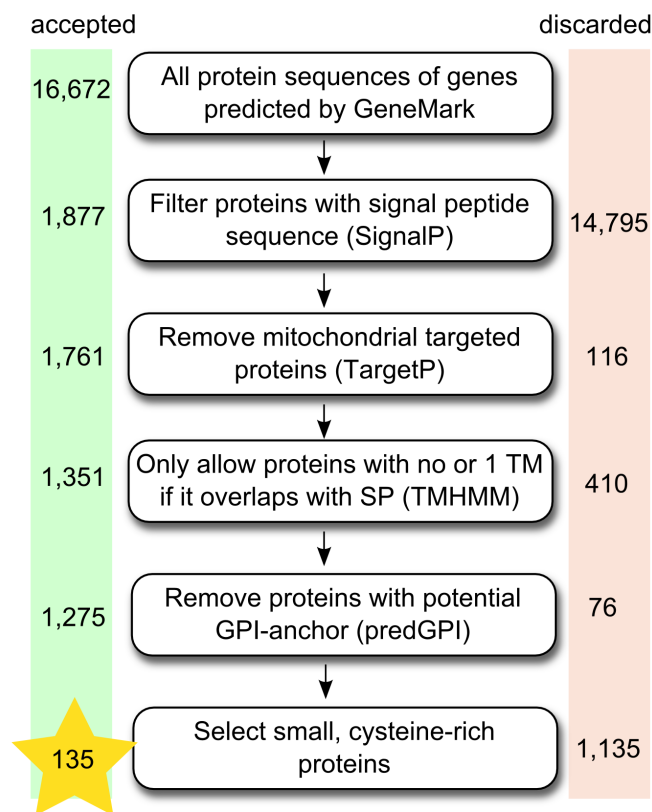 accepted
discarded
16,672
All protein sequences of genes
predicted by GeneMark
1,877
Filter proteins with signal peptide
sequence (SignalP)
14,795
1,761
Remove mitochondrial targeted
proteins (TargetP)
116
1,351
Only allow proteins with no or 1 TM
if it overlaps with SP (TMHMM)
410
1,275
Remove proteins with potential
GPI-anchor (predGPI)
76
135
Select small, cysteine-rich
proteins
1,135